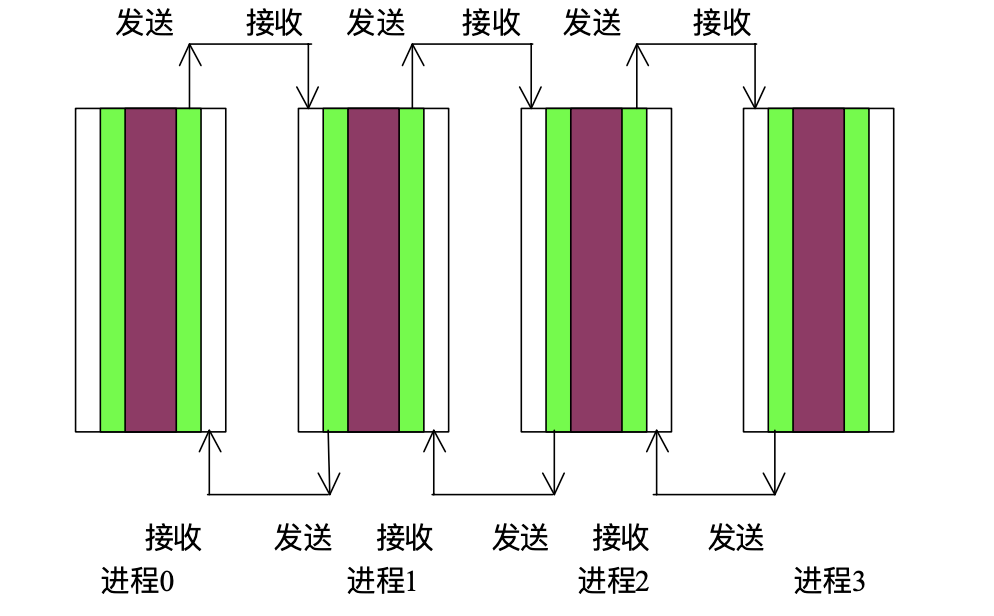 发送 接收 发送 接收 发送 接收
接收 发送 接收 发送 接收 发送
进程0 进程1 进程2 进程3